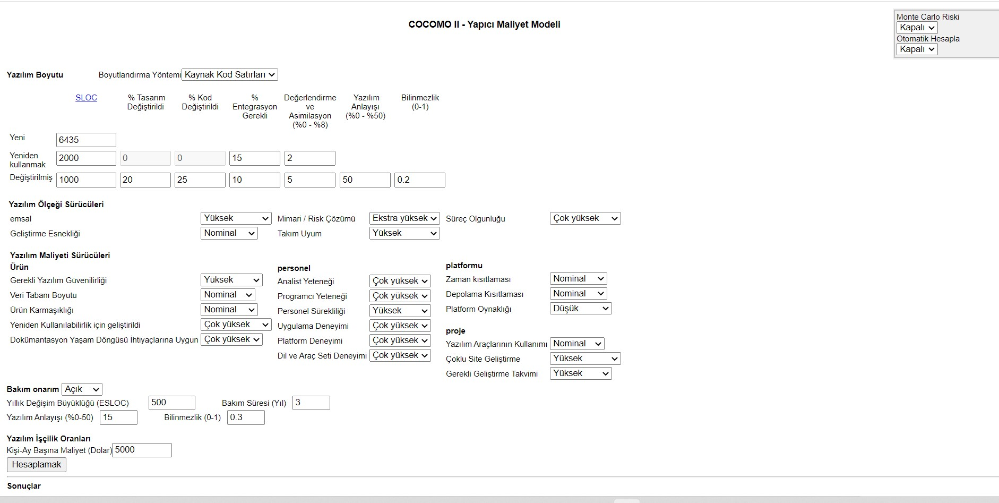 COCOMO II - Yapıcı Maliyet Modeli
Monte Carlo Riski
Kapalı
Otomatik Hesapla
Kapalı
Yazılım Boyutu Boyutlandırma Yöntemi Kaynak Kod Satırları
SLOC % Tasarım Değiştirildi % Kod Değiştirildi % Entegrasyon Gerekli Değerlendirme ve Asimilasyon (%0 - %8) Yazılım Anlayışı (%0 - %50) Bilinmezlik (0-1)
Yeni 6435
Yeniden kullanmak 2000 0 0 15 2
Değiştirilmiş 1000 20 25 10 5 50 0.2
Yazılım Ölçeği Sürücüleri
emsal Yüksek Mimari / Risk Çözümü Ekstra yüksek Süreç Olgunluğu Çok yüksek
Geliştirme Esnekliği Nominal Takım Uyum Yüksek
Yazılım Maliyeti Sürücüleri
Ürün
Gerekli Yazılım Güvenilirliği Yüksek
Veri Tabanı Boyutu Nominal
Ürün Karmaşıklığı Nominal
Yeniden Kullanılabilirlik için geliştirildi Çok yüksek
Dokümantasyon Yaşam Döngüsü İhtiyaçlarına Uygun Çok yüksek
personel
Analist Yeteneği Çok yüksek
Programcı Yeteneği Çok yüksek
Personel Sürekliliği Yüksek
Uygulama Deneyimi Çok yüksek
Platform Deneyimi Çok yüksek
Dil ve Araç Seti Deneyimi Çok yüksek
platformu
Zaman kısıtlaması Nominal
Depolama Kısıtlaması Nominal
Platform Oynaklığı Düşük
proje
Yazılım Araçlarının Kullanımı Nominal
Çoklu Site Geliştirme Yüksek
Gerekli Geliştirme Takvimi Yüksek
Bakım onarım Açık
Yıllık Değişim Büyüklüğü (ESLOC) 500 Bakım Süresi (Yıl) 3
Yazılım Anlayışı (%0-50) 15 Bilinmezlik (0-1) 0.3
Yazılım İşçilik Oranları
Kişi-Ay Başına Maliyet (Dolar) 5000
Hesaplamak
Sonuçlar